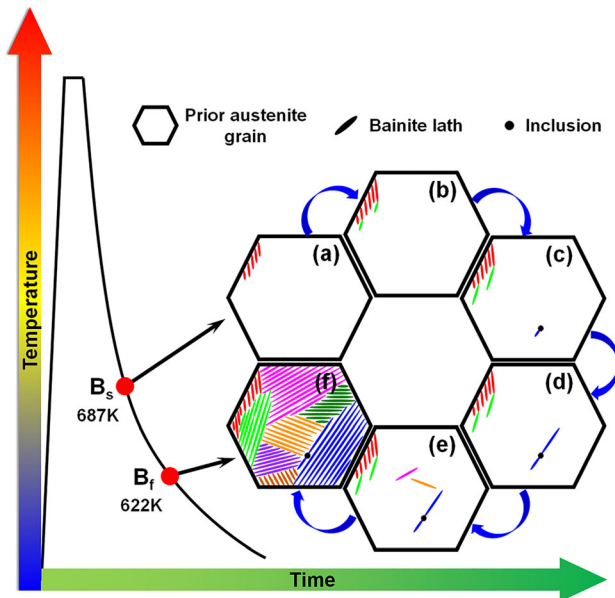 Prior austenite
grain
Bainite lath
Inclusion
(a)
(b)
(c)
(d)
(e)
(f)
Temperature
Bs
687K
Bf
622K
Time